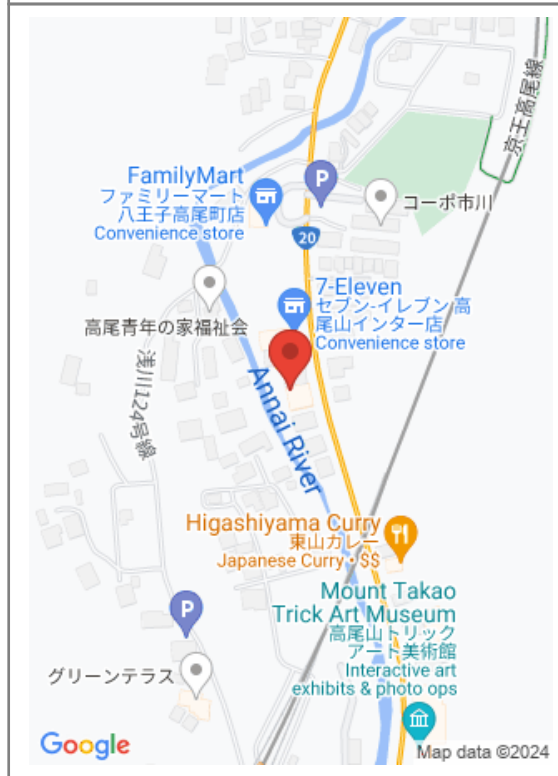 京王高尾線
FamilyMart
ファミリーマート
八王子高尾町店
Convenience store
P
コーポ市川
20
7-Eleven
セブン-イレブン 高
尾山インター店
Convenience store
高尾青年の家福祉会
浅川124号線
Annai River
Higashiyama Curry
東山カレー
Japanese Curry • $$
Mount Takao
Trick Art Museum
高尾山トリック
アート美術館
Interactive art
exhibits & photo ops
P
グリーンテラス
Google
Map data ©2024